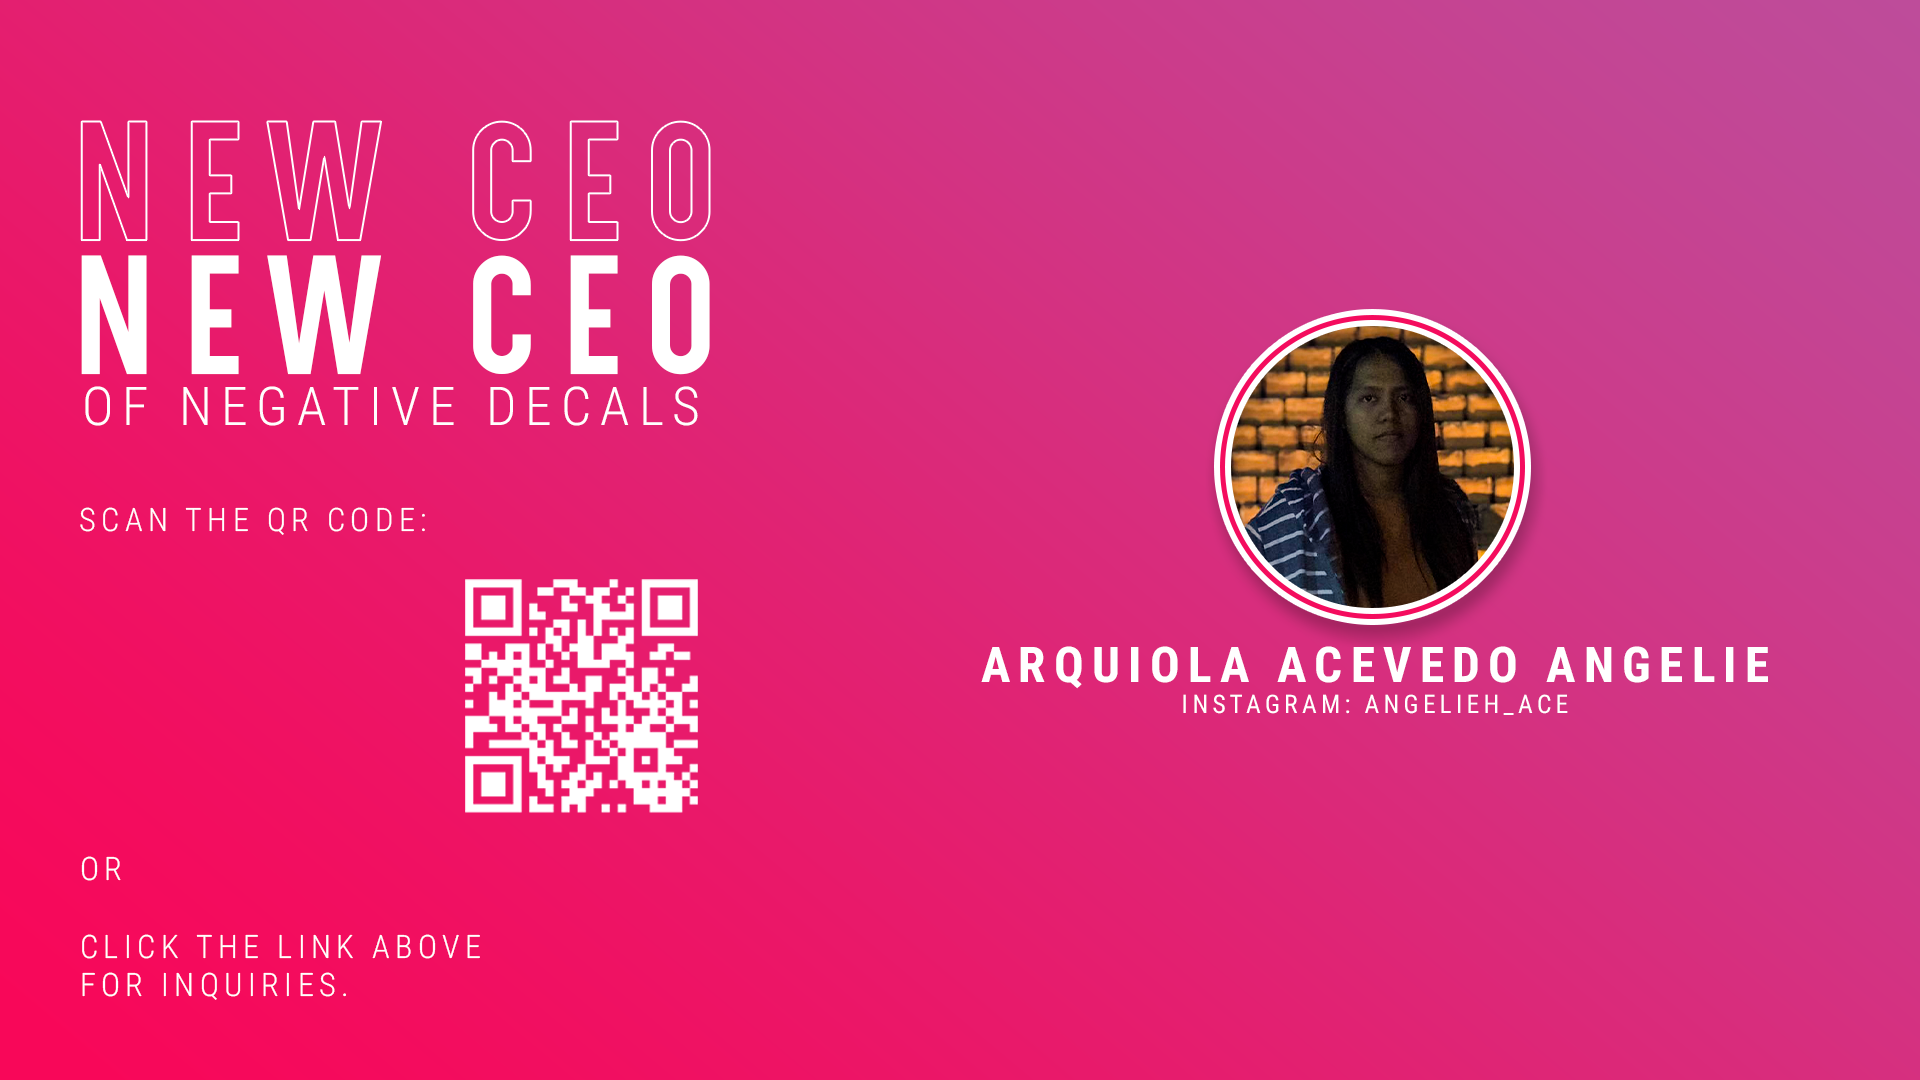 NEW CEO
NEW CEO
OF NEGATIVE DECALS
SCAN THE QR CODE:
OR
CLICK THE LINK ABOVE
FOR INQUIRIES.
ARQUIOLA ACEVEDO ANGELIE
INSTAGRAM: ANGELIEH_ACE